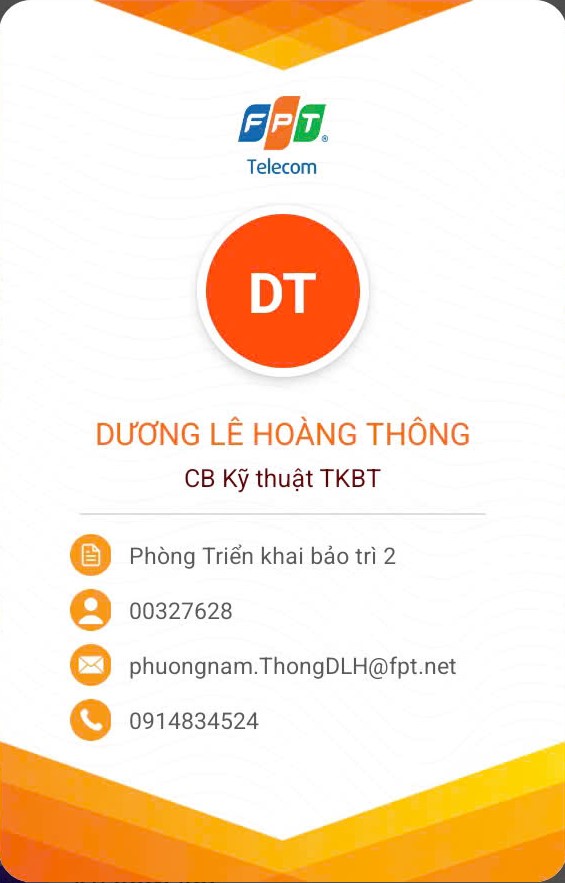 FPT
Telecom
DT
DƯƠNG LÊ HOÀNG THÔNG
CB Kỹ thuật TKBT
Phòng Triển khai bảo trì 2
00327628
phuongnam.ThongDLH@fpt.net
0914834524